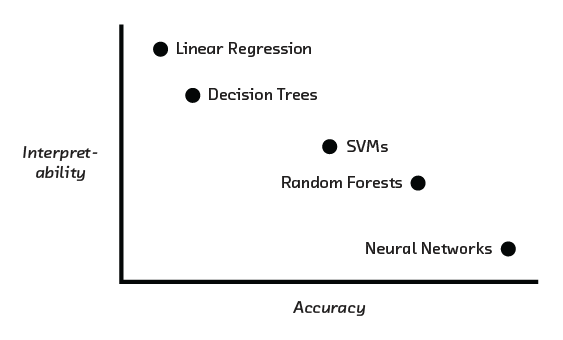 Linear Regression
Decision Trees
Interpret-
ability
SVMs
Random Forests
Neural Networks
Accuracy